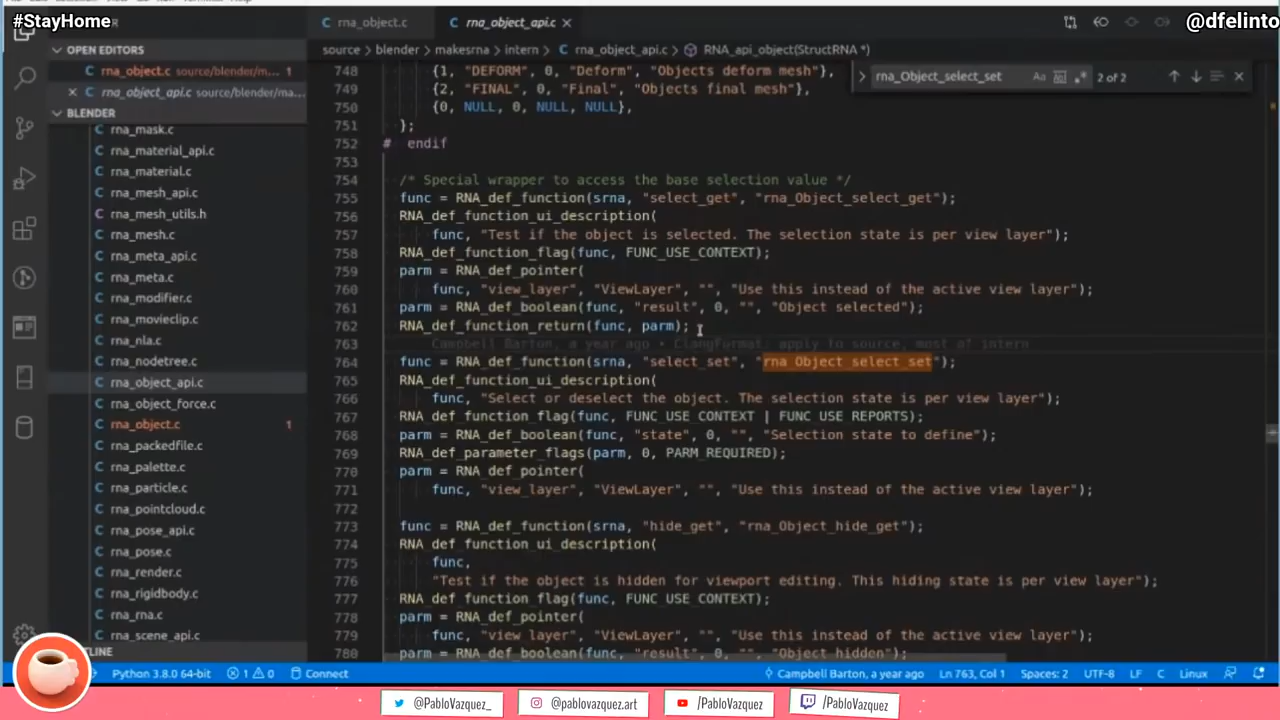 #StayHome
rna_object.c
rna_object_api.c
@dfelinto
OPEN EDITORS
rna_object.c source/blender/m... 1
rna_object_api.c source/blender/ma...
BLENDER
rna_mask.c
rna_material_api.c
rna_material.c
rna_mesh_api.c
rna_mesh_utils.h
rna_mesh.c
rna_meta_api.c
rna_meta.c
rna_modifier.c
rna_movieclip.c
rna_nla.c
rna_nodetree.c
rna_object_api.c
rna_object_force.c
rna_object.c 1
rna_packedfile.c
rna_palette.c
rna_particle.c
rna_pointcloud.c
rna_pose_api.c
rna_pose.c
rna_render.c
rna_rigidbody.c
rna_rna.c
rna_scene_api.c
source > blender > makesrna > intern > C rna_object_api.c > RNA_api_object(StructRNA *)
rna_Object_select_set Aa 2 of 2
748 {1, "DEFORM", 0, "Deform", "Objects deform mesh"},
749 {2, "FINAL", 0, "Final", "Objects final mesh"},
750 {0, NULL, 0, NULL, NULL},
751 };
752 # endif
753
754 /* Special wrapper to access the base selection value */
755 func = RNA_def_function(srna, "select_get", "rna_Object_select_get");
756 RNA_def_function_ui_description(
757 func, "Test if the object is selected. The selection state is per view layer");
758 RNA_def_function_flag(func, FUNC_USE_CONTEXT);
759 parm = RNA_def_pointer(
760 func, "view_layer", "ViewLayer", "", "Use this instead of the active view layer");
761 parm = RNA_def_boolean(func, "result", 0, "", "Object selected");
762 RNA_def_function_return(func, parm);
763 Campbell Barton, a year ago • ClangFormat: apply to source, most of intern
764 func = RNA_def_function(srna, "select_set", "rna_Object_select_set");
765 RNA_def_function_ui_description(
766 func, "Select or deselect the object. The selection state is per view layer");
767 RNA_def_function_flag(func, FUNC_USE_CONTEXT | FUNC_USE_REPORTS);
768 parm = RNA_def_boolean(func, "state", 0, "", "Selection state to define");
769 RNA_def_parameter_flags(parm, 0, PARM_REQUIRED);
770 parm = RNA_def_pointer(
771 func, "view_layer", "ViewLayer", "", "Use this instead of the active view layer");
772
773 func = RNA_def_function(srna, "hide_get", "rna_Object_hide_get");
774 RNA_def_function_ui_description(
775 func,
776 "Test if the object is hidden for viewport editing. This hiding state is per view layer");
777 RNA_def_function_flag(func, FUNC_USE_CONTEXT);
778 parm = RNA_def_pointer(
779 func, "view_layer", "ViewLayer", "", "Use this instead of the active view layer");
780 parm = RNA_def_boolean(func, "result", 0, "", "Object hidden");
Python 3.8.0 64-bit 1 0 Connect Campbell Barton, a year ago Ln 763, Col 1 Spaces: 2 UTF-8 LF C Linux
@PabloVazquez_
@PabloVazquez.art
/PabloVazquez
/PabloVazquez